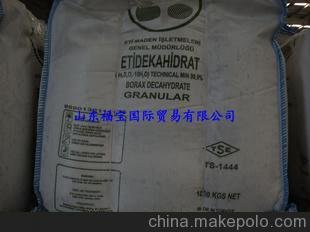 ETİ MADEN İŞLETMELERİ
GENEL MÜDÜRLÜĞÜ
ETİDEKAHİDRAT
TECHNICAL MIN 99.9%
BORAX DECAHYDRATE
GRANULAR
山东福宝国际贸易有限公司
TSE
TS-1444
KGS NET
china.makepolo.com